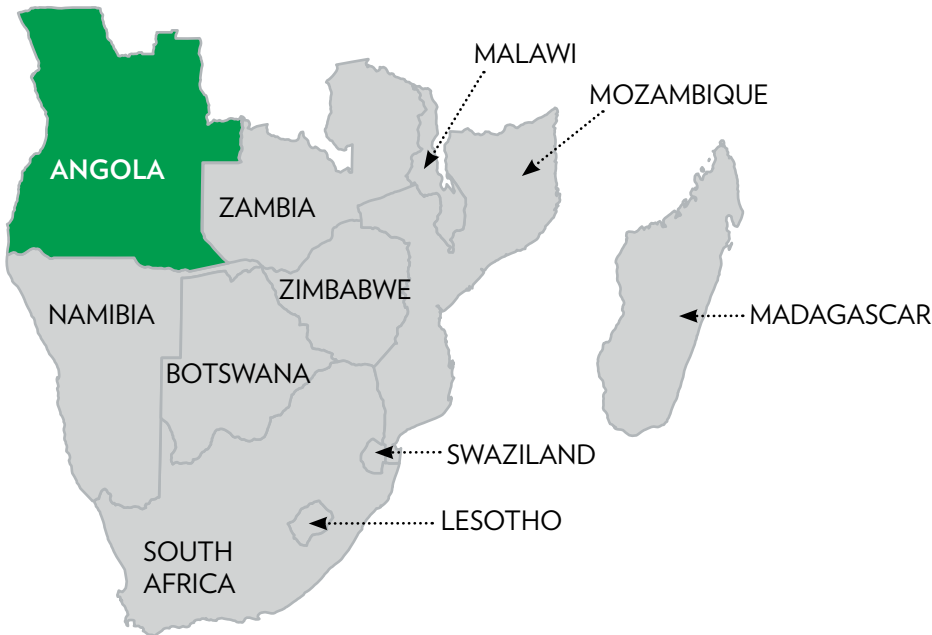 MALAWI
MOZAMBIQUE
ANGOLA
ZAMBIA
ZIMBABWE
NAMIBIA
MADAGASCAR
BOTSWANA
SWAZILAND
LESOTHO
SOUTH
AFRICA